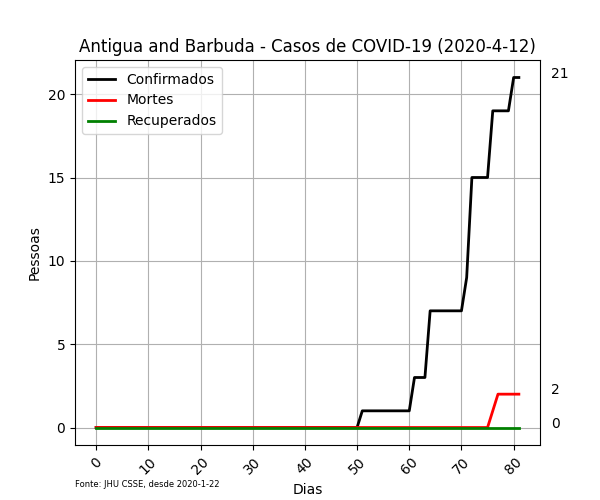 Antigua and Barbuda - Casos de COVID-19 (2020-4-12)
Confirmados
Mortes
Recuperados
21
2
0
Pessoas
20
15
10
5
0
0 10 20 30 40 50 60 70 80
Dias
Fonte: JHU CSSE, desde 2020-1-22